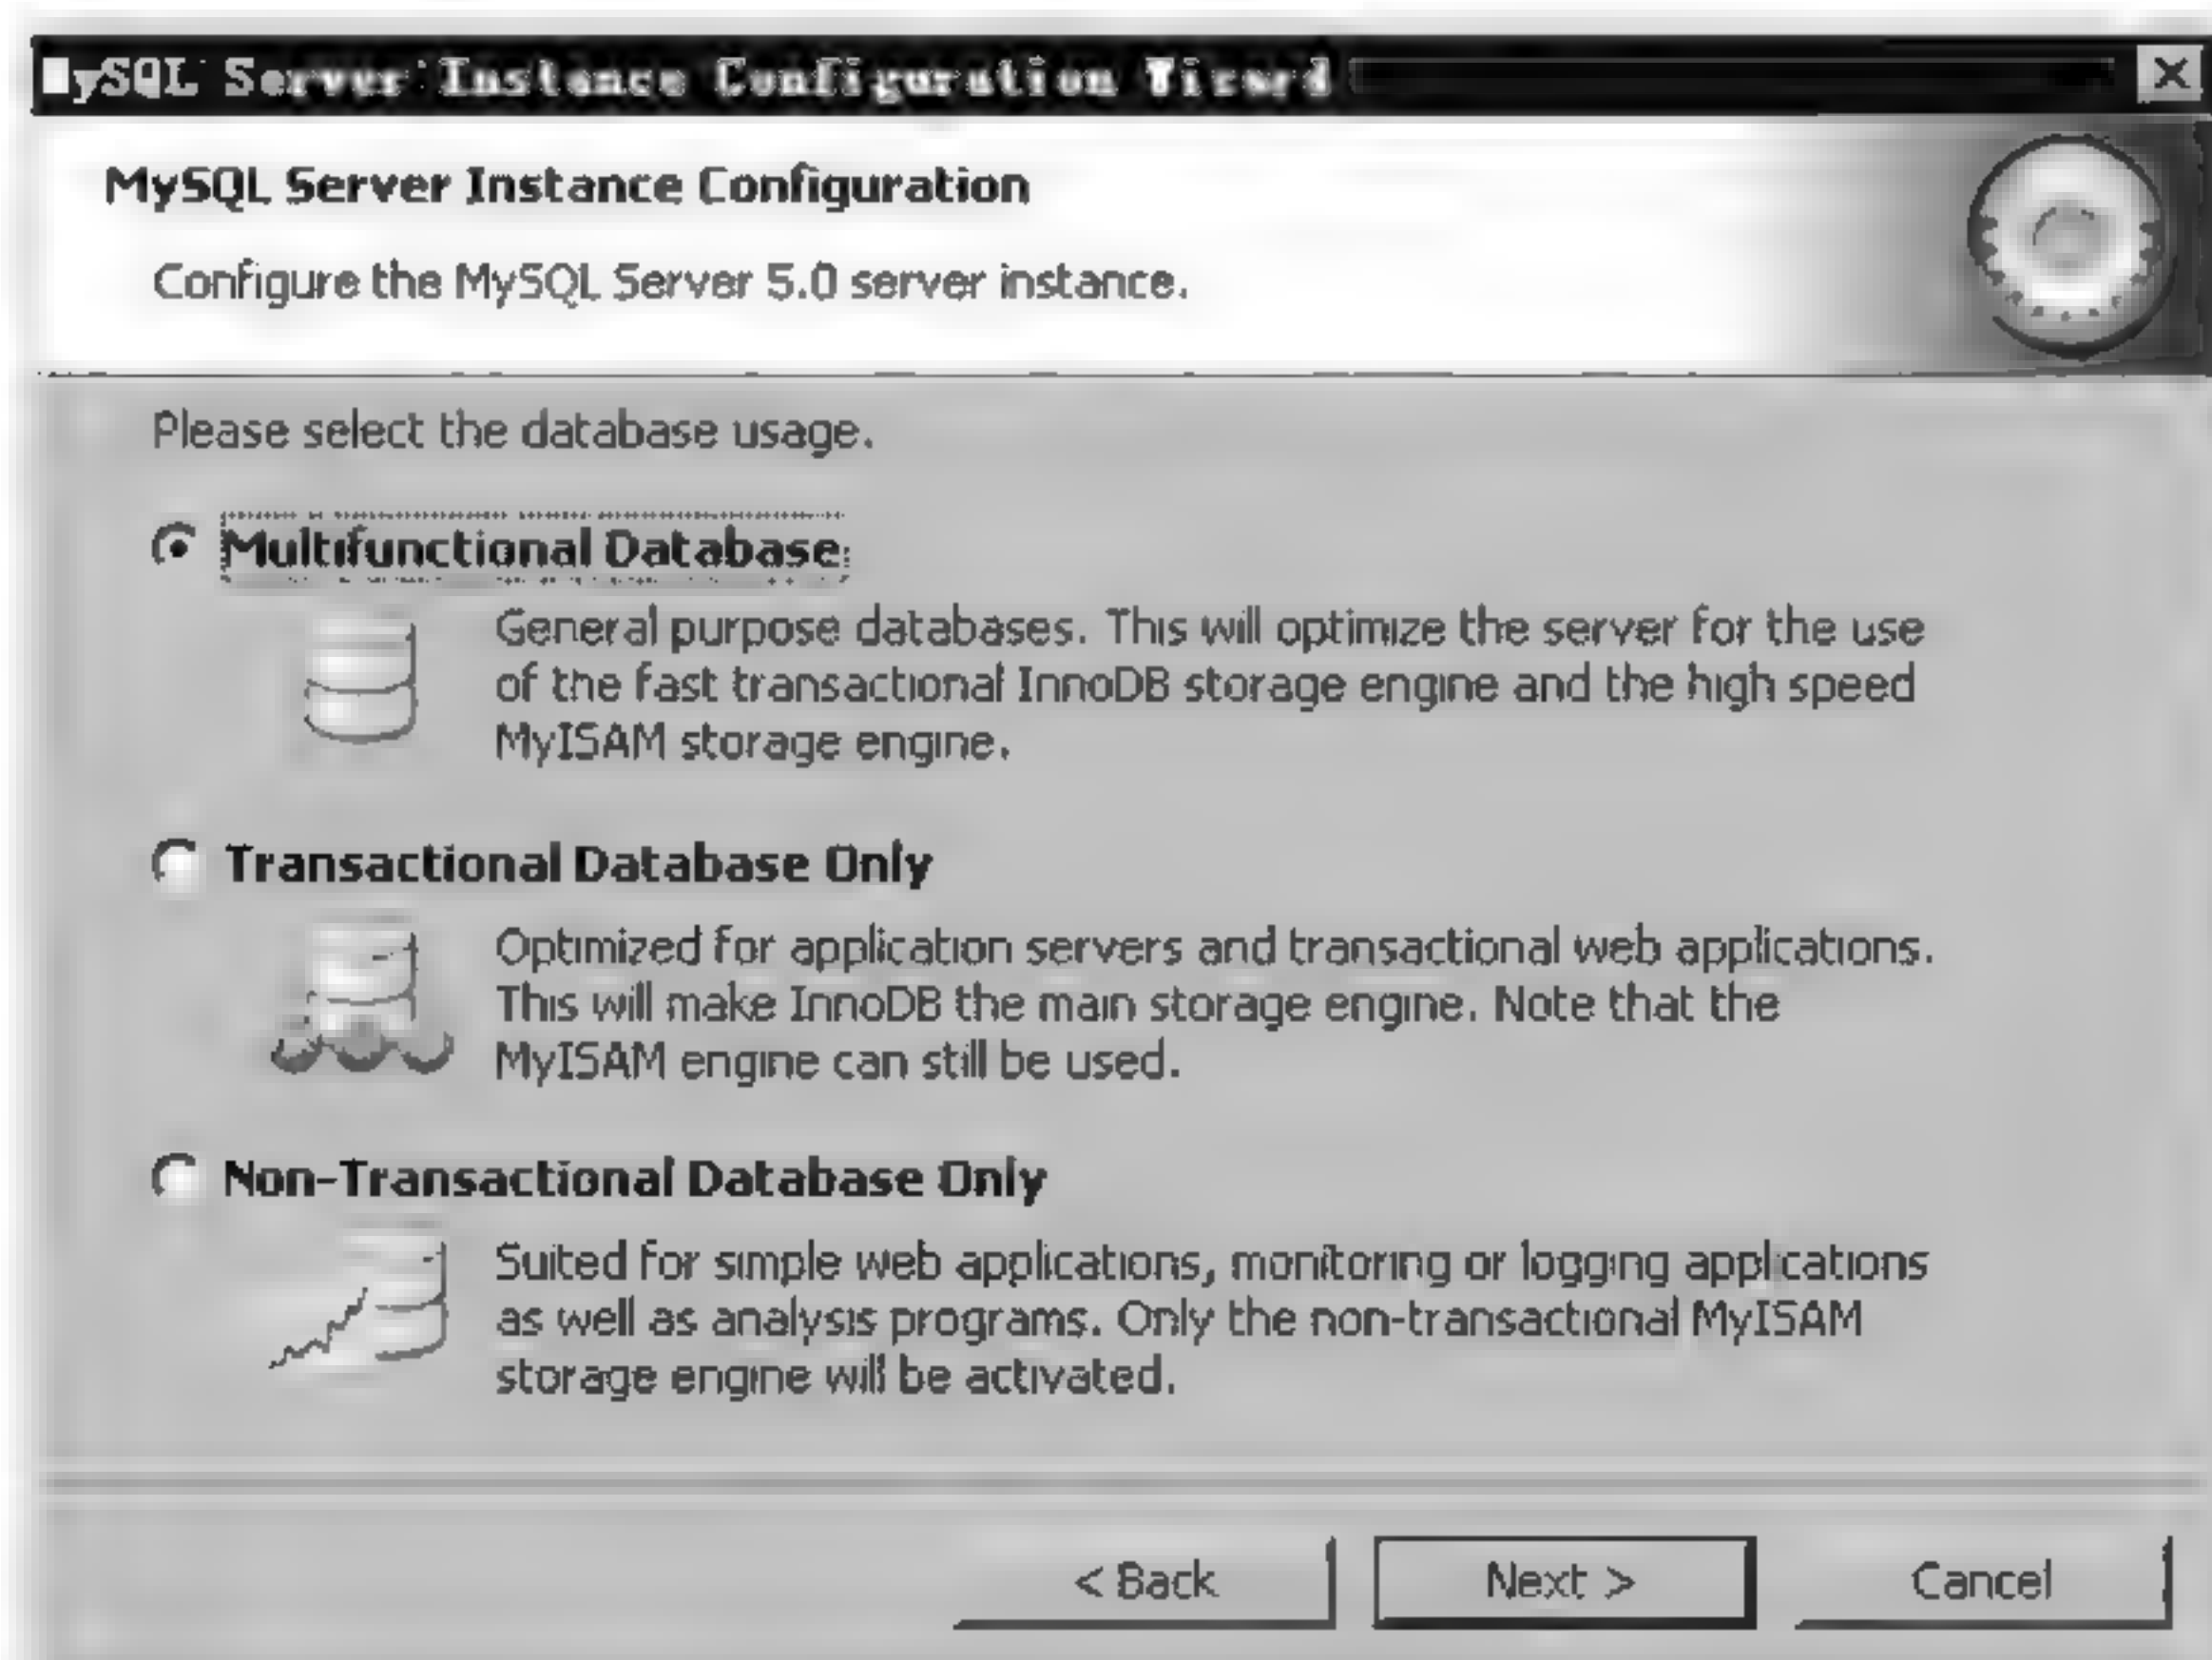 MySQL Server Instance Configuration Wizard
MySQL Server Instance Configuration
Configure the MySQL Server 5.0 server instance.
Please select the database usage.
Multifunctional Database
General purpose databases. This will optimize the server for the use
of the fast transactional InnoDB storage engine and the high speed
MyISAM storage engine.
Transactional Database Only
Optimized for application servers and transactional web applications.
This will make InnoDB the main storage engine. Note that the
MyISAM engine can still be used.
Non-Transactional Database Only
Suited for simple web applications, monitoring or logging applications
as well as analysis programs. Only the non-transactional MyISAM
storage engine will be activated.
< Back
Next >
Cancel